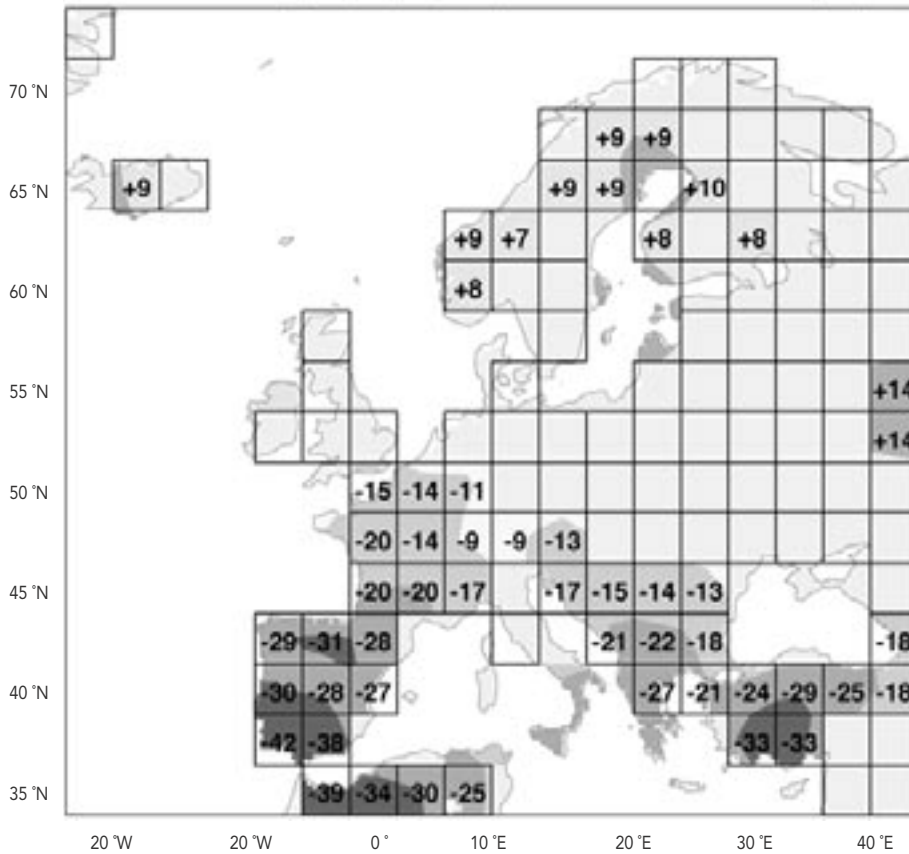 70 °N
+9 +9
+9 +9 +9 +10
65 °N
+9 +7 +8 +8
60 °N
+8
55 °N
+14
+14
50 °N
-15 -14 -11
-20 -14 -9 -9 -13
45 °N
-20 -20 -17 -17 -15 -14 -13
-29 -31 -28 -21 -22 -18 -18
40 °N
-30 -28 -27 -27 -21 -24 -29 -25 -18
-42 -38 -33 -33
35 °N
-39 -34 -30 -25
20 °W 20 °W 0 ° 10 °E 20 °E 30 °E 40 °E